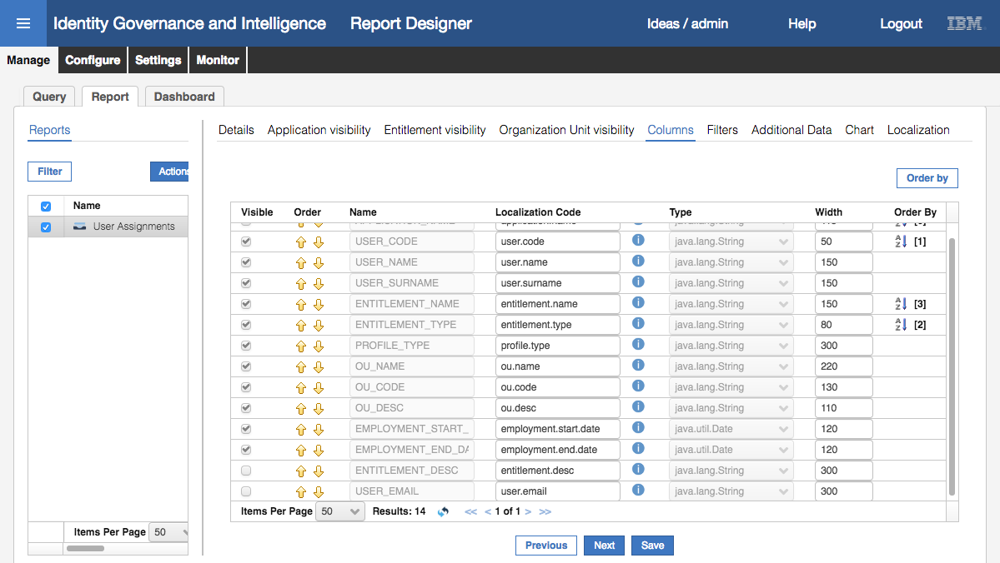 Identity Governance and Intelligence Report Designer Ideas / admin Help Logout IBM
Manage Configure Settings Monitor
Query Report Dashboard
Reports
Details Application visibility Entitlement visibility Organization Unit visibility Columns Filters Additional Data Chart Localization
Filter Actions
Order by
Name
User Assignments
Visible Order Name Localization Code Type Width Order By
USER_CODE user.code java.lang.String 50 [1]
USER_NAME user.name java.lang.String 150
USER_SURNAME user.surname java.lang.String 150
ENTITLEMENT_NAME entitlement.name java.lang.String 150 [3]
ENTITLEMENT_TYPE entitlement.type java.lang.String 80 [2]
PROFILE_TYPE profile.type java.lang.String 300
OU_NAME ou.name java.lang.String 220
OU_CODE ou.code java.lang.String 130
OU_DESC ou.desc java.lang.String 110
EMPLOYMENT_START_ employment.start.date java.util.Date 120
EMPLOYMENT_END_DA employment.end.date java.util.Date 120
ENTITLEMENT_DESC entitlement.desc java.lang.String 300
USER_EMAIL user.email java.lang.String 300
Items Per Page 50 Results: 14 << < 1 of 1 > >>
Items Per Page 50
Previous Next Save